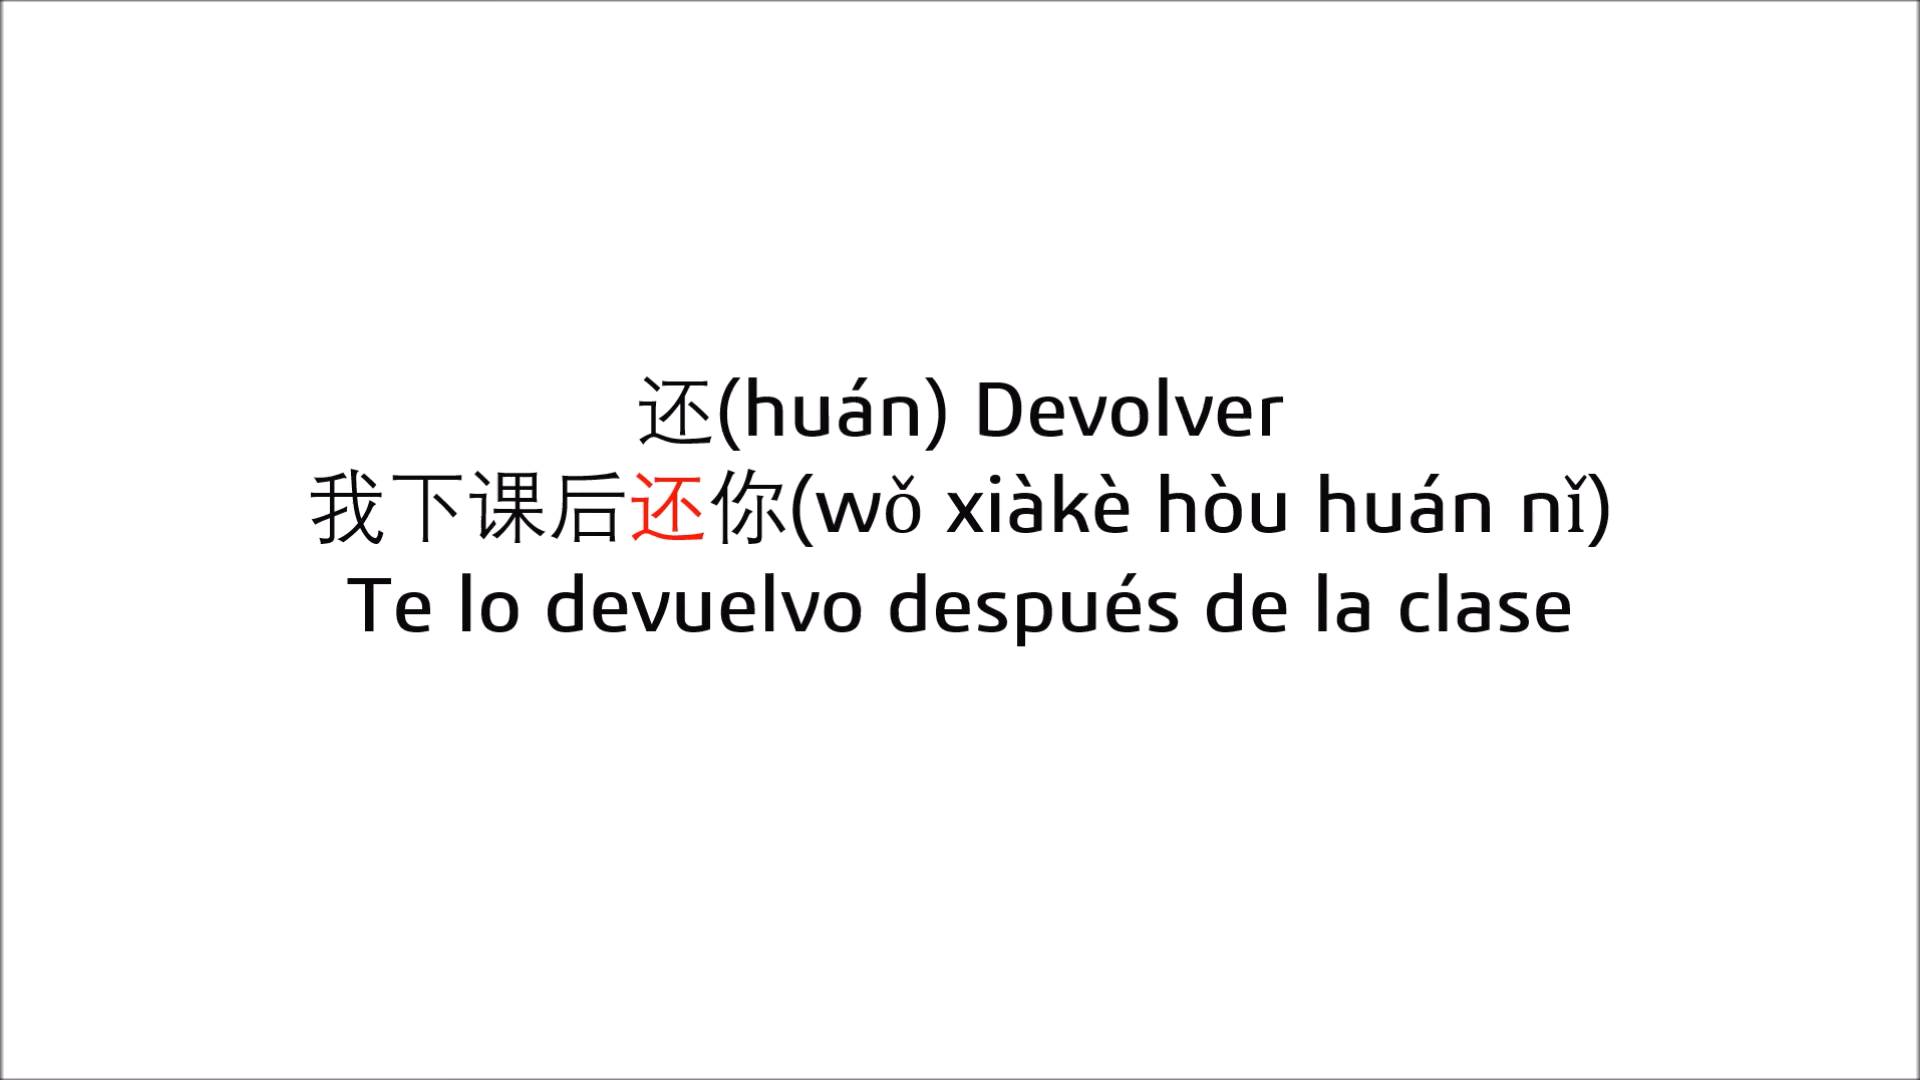 还(huán) Devolver
我下课后还你(wǒ xiàkè hòu huán nǐ)
Te lo devuelvo después de la clase